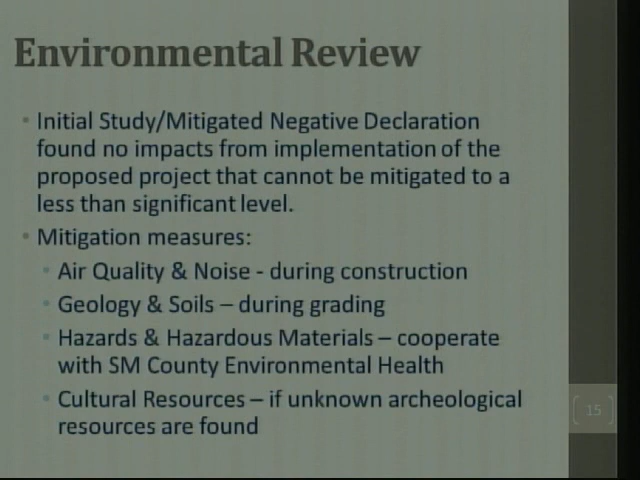 Environmental Review
• Initial Study/Mitigated Negative Declaration
found no impacts from implementation of the
proposed project that cannot be mitigated to a
less than significant level.
• Mitigation measures:
• Air Quality & Noise - during construction
• Geology & Soils – during grading
• Hazards & Hazardous Materials – cooperate
with SM County Environmental Health
• Cultural Resources – if unknown archeological
resources are found
15